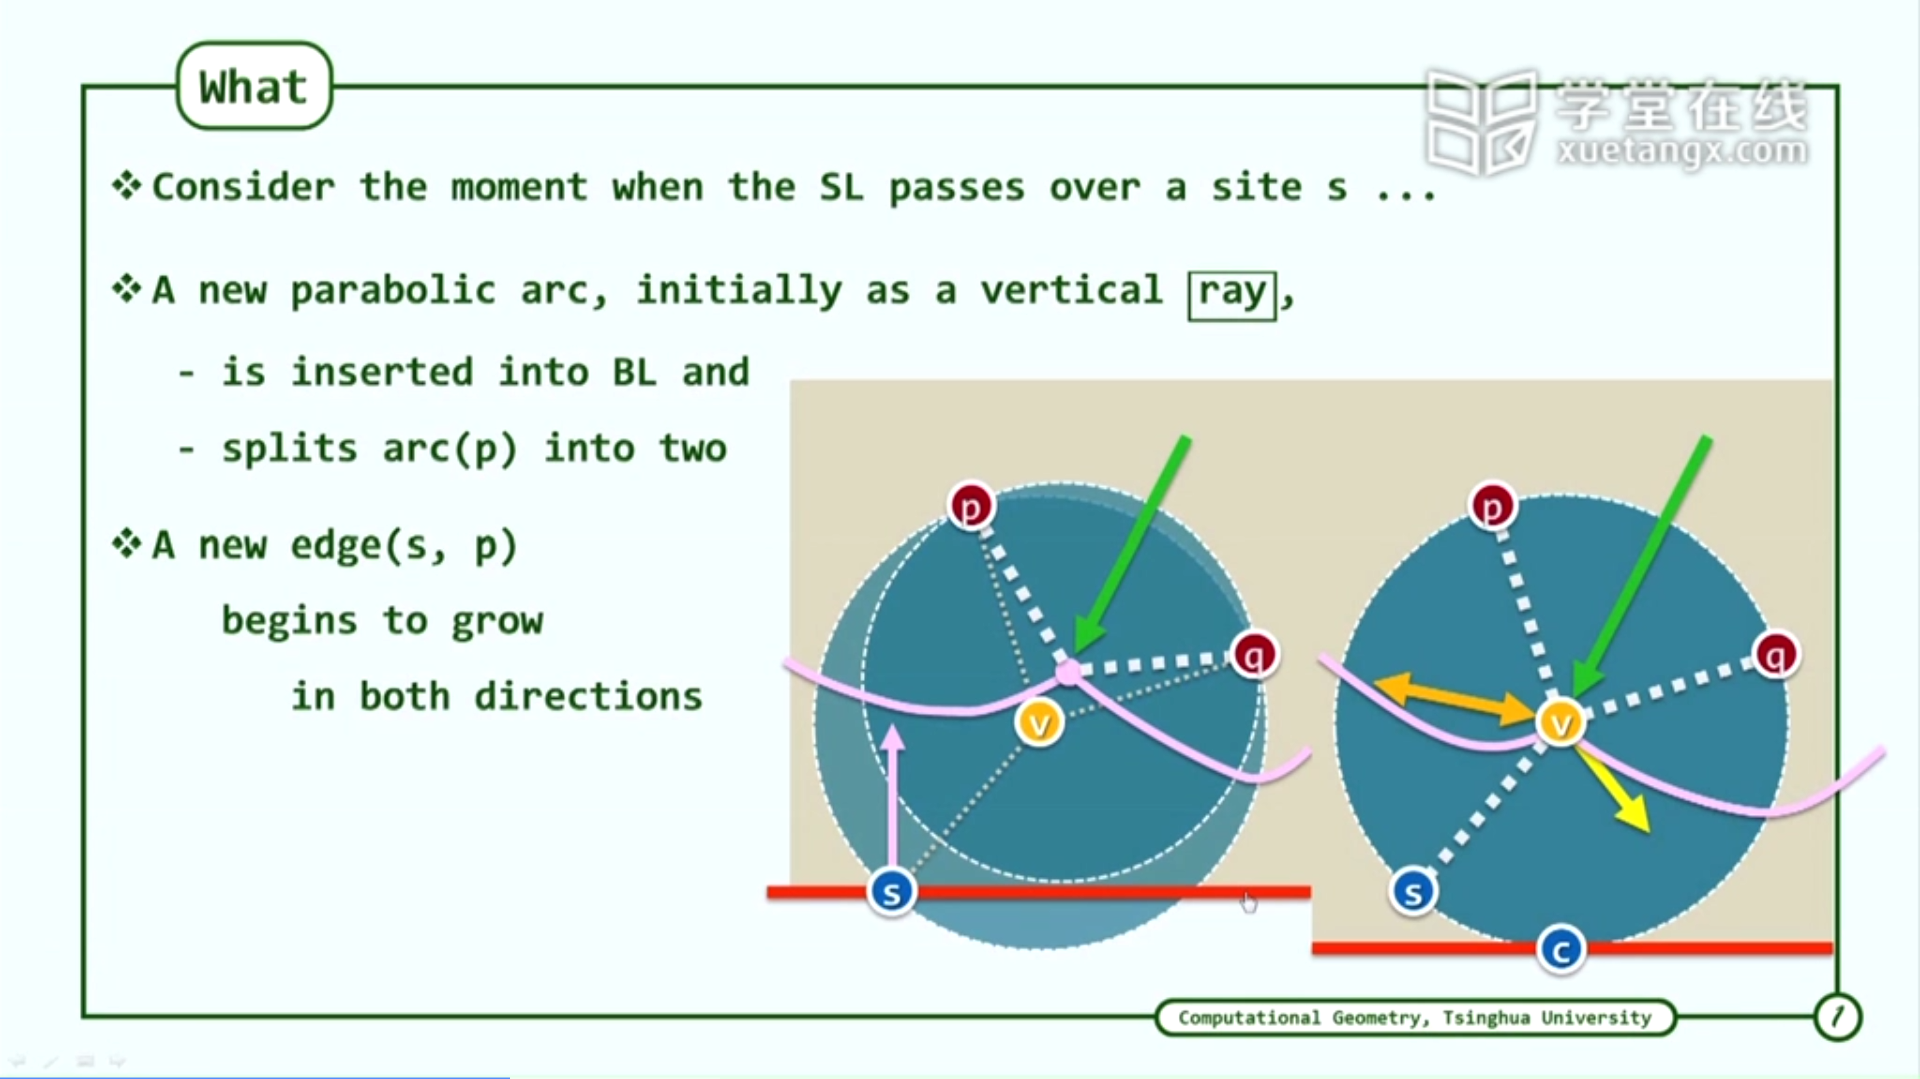 What
学堂在线
xuetangx.com
Consider the moment when the SL passes over a site s ...
A new parabolic arc, initially as a vertical ray,
- is inserted into BL and
- splits arc(p) into two
A new edge(s, p)
begins to grow
in both directions
p
q
v
s
p
q
v
s
c
Computational Geometry, Tsinghua University
1